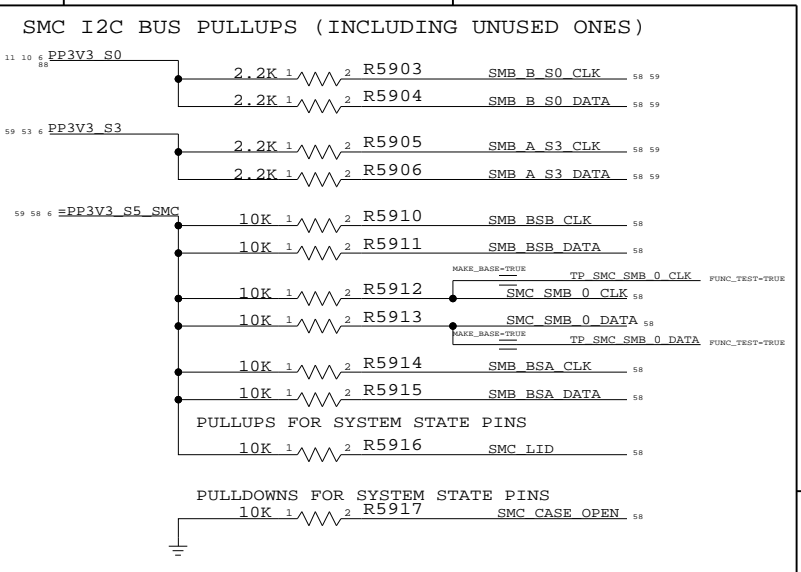 SMC I2C BUS PULLUPS (INCLUDING UNUSED ONES)
11 10 6 PP3V3_S0
88
2.2K 1 2 R5903 SMB_B_S0_CLK 58 59
2.2K 1 2 R5904 SMB_B_S0_DATA 58 59
59 53 6 PP3V3_S3
2.2K 1 2 R5905 SMB_A_S3_CLK 58 59
2.2K 1 2 R5906 SMB_A_S3_DATA 58 59
59 58 6 =PP3V3_S5_SMC
10K 1 2 R5910 SMB_BSB_CLK 58
10K 1 2 R5911 SMB_BSB_DATA 58
MAKE_BASE=TRUE TP_SMC_SMB_0_CLK FUNC_TEST=TRUE
10K 1 2 R5912 SMC_SMB_0_CLK 58
10K 1 2 R5913 SMC_SMB_0_DATA 58
MAKE_BASE=TRUE TP_SMC_SMB_0_DATA FUNC_TEST=TRUE
10K 1 2 R5914 SMB_BSA_CLK 58
10K 1 2 R5915 SMB_BSA_DATA 58
PULLUPS FOR SYSTEM STATE PINS
10K 1 2 R5916 SMC_LID 58
PULLDOWNS FOR SYSTEM STATE PINS
10K 1 2 R5917 SMC_CASE_OPEN 58